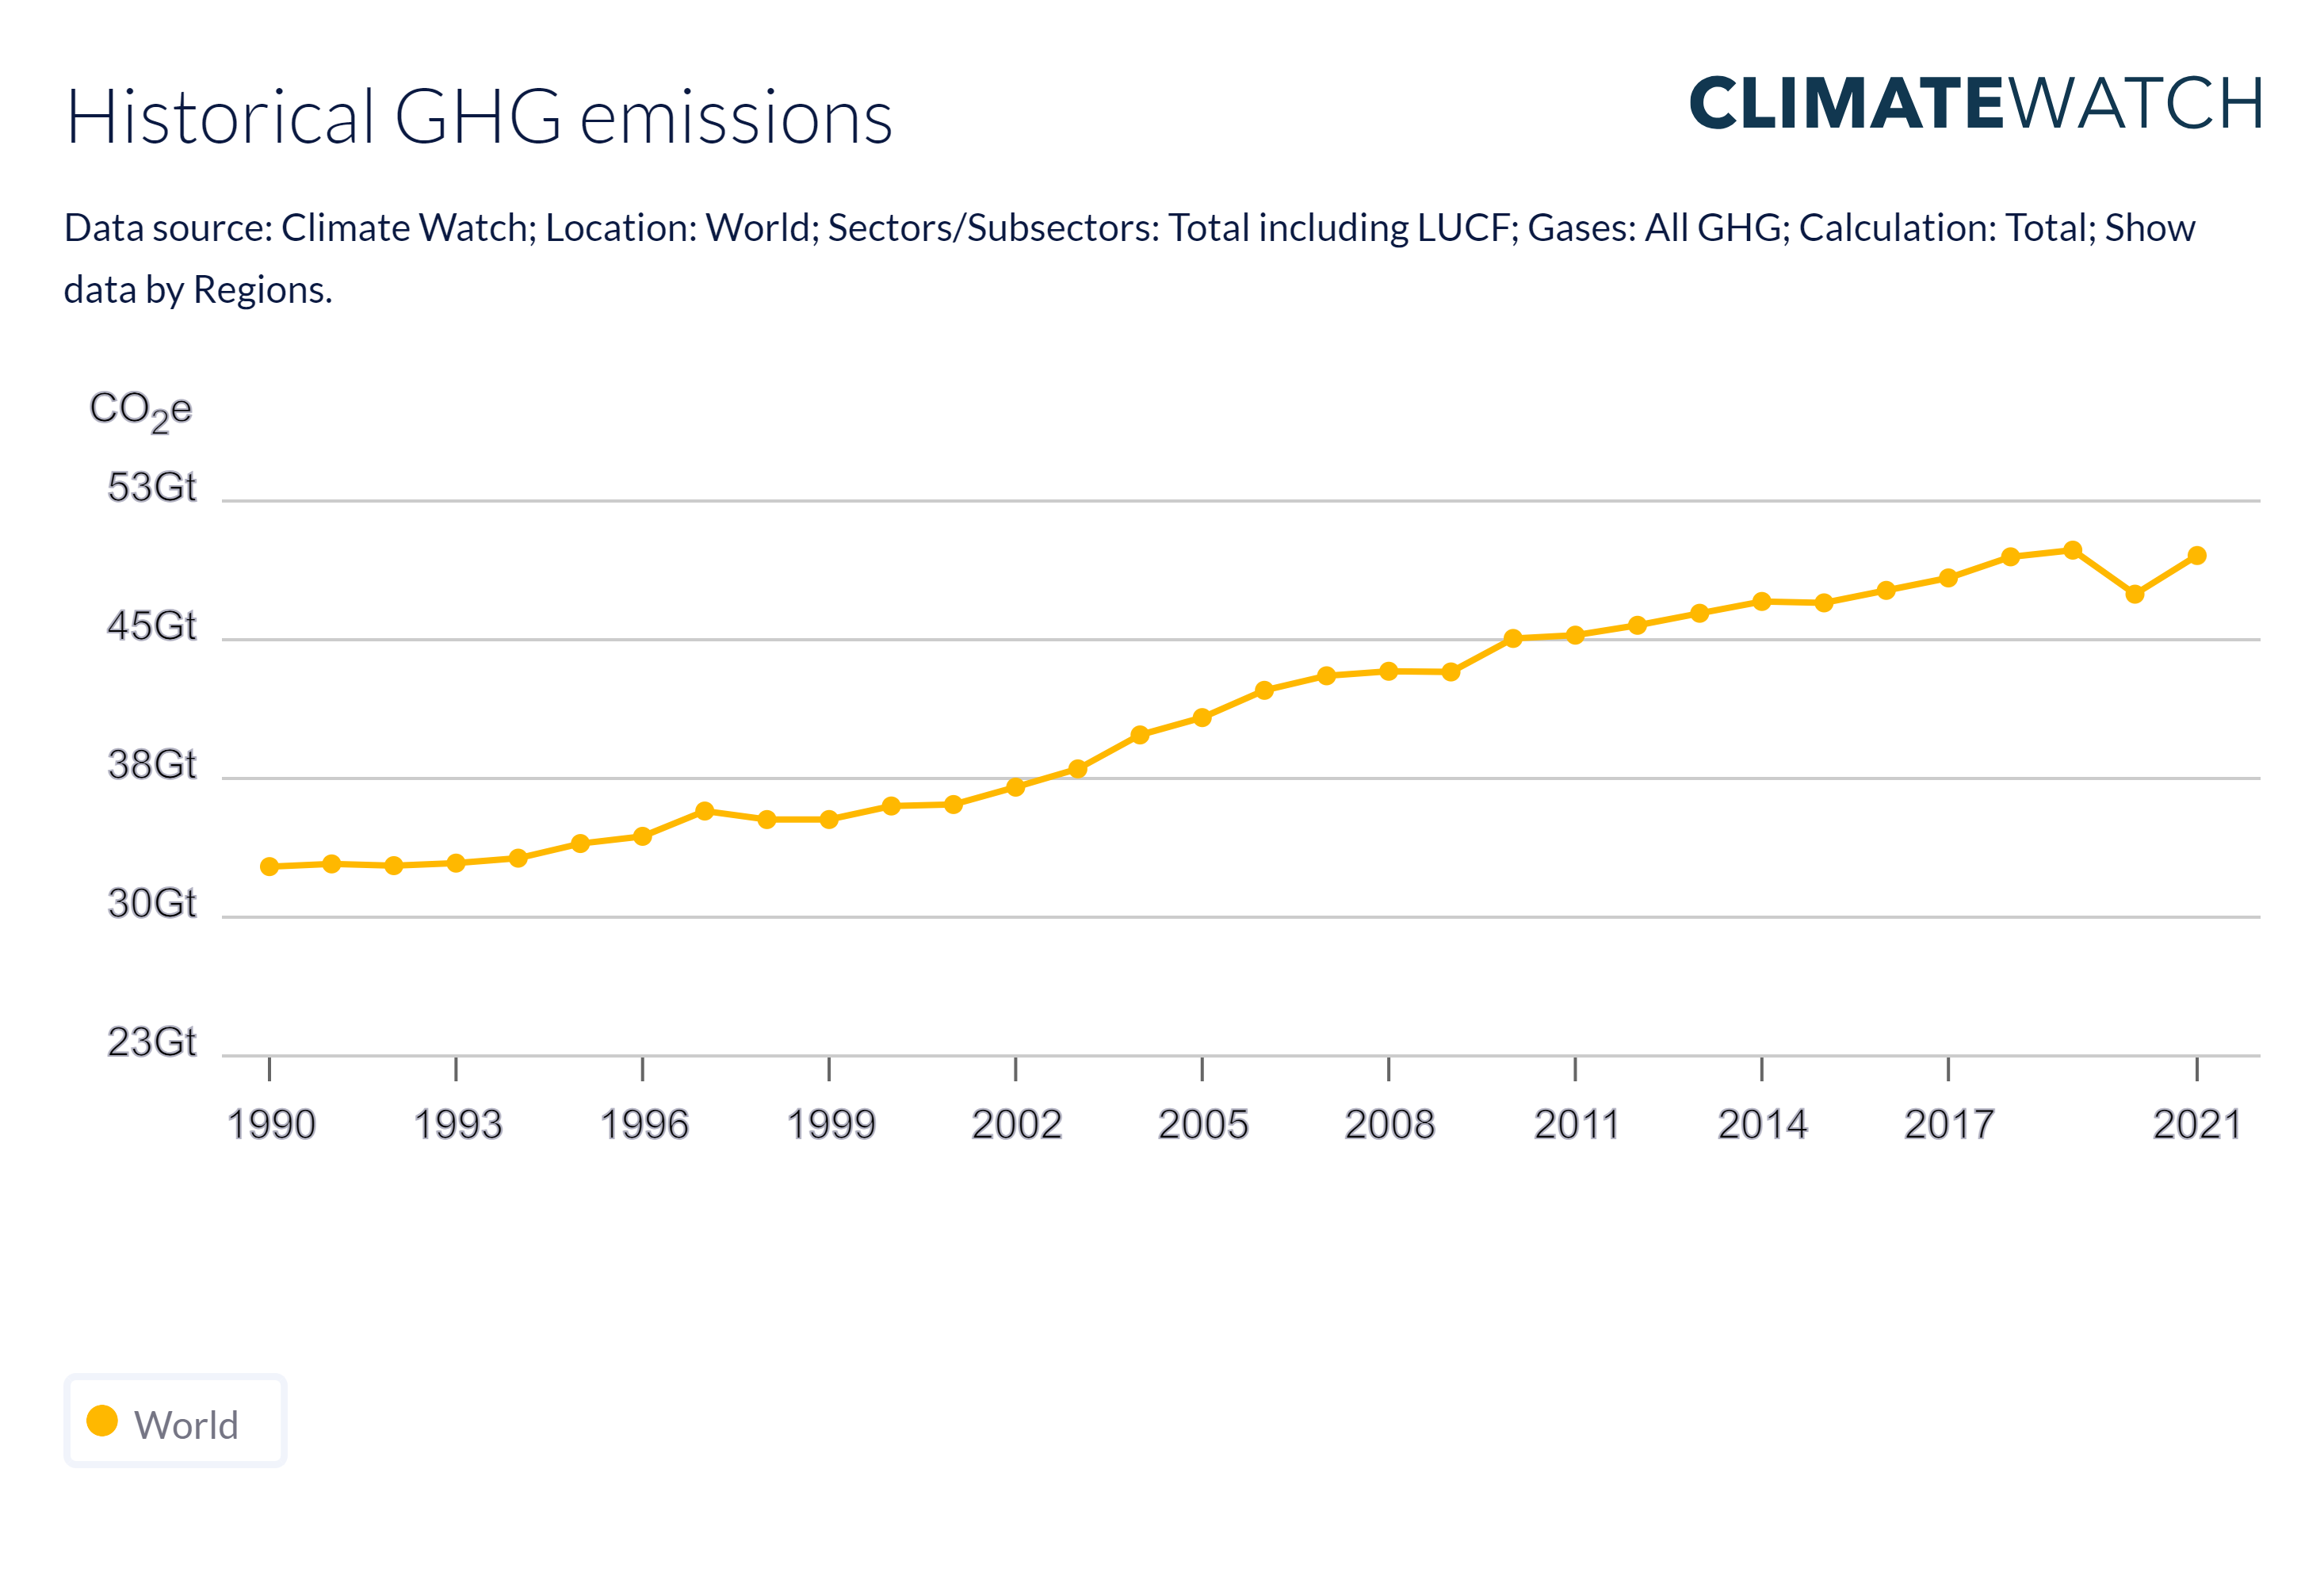 Historical GHG emissions
CLIMATEWATCH
Data source: Climate Watch; Location: World; Sectors/Subsectors: Total including LUCF; Gases: All GHG; Calculation: Total; Show
data by Regions.
CO₂e
53Gt
45Gt
38Gt
30Gt
23Gt
1990 1993 1996 1999 2002 2005 2008 2011 2014 2017 2021
World